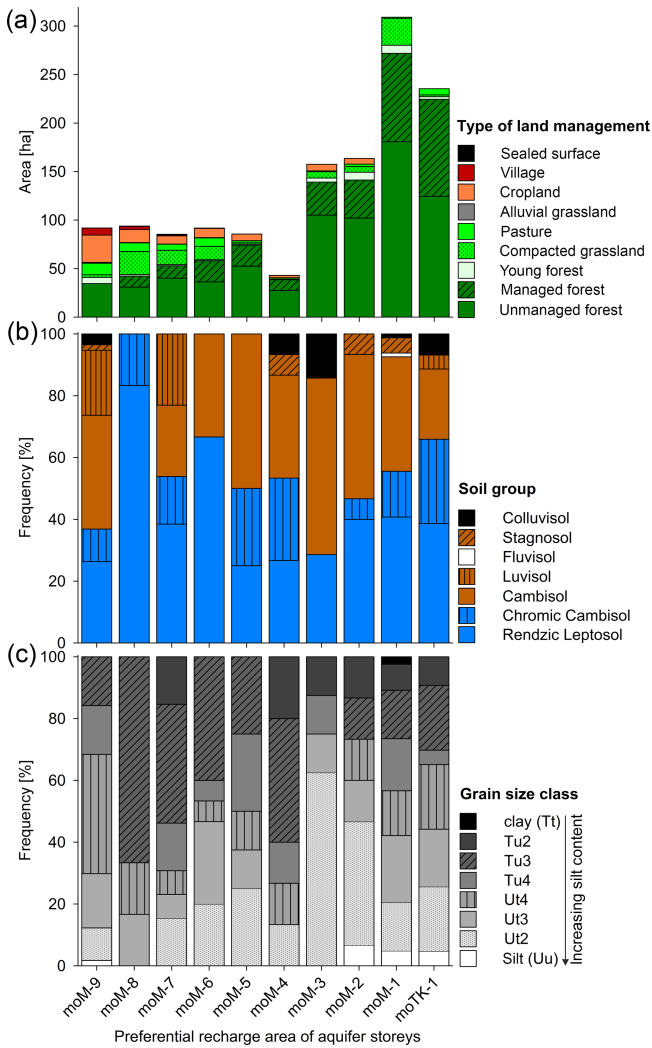 (a)
300
250
200
150
100
50
0
Area [ha]
Type of land management
Sealed surface
Village
Cropland
Alluvial grassland
Pasture
Compacted grassland
Young forest
Managed forest
Unmanaged forest
(b)
100
80
60
40
20
0
Frequency [%]
Soil group
Colluvisol
Stagnosol
Fluvisol
Luvisol
Cambisol
Chromic Cambisol
Rendzic Leptosol
(c)
100
80
60
40
20
0
Frequency [%]
Grain size class
clay (Tt)
Tu2
Tu3
Tu4
Ut4
Ut3
Ut2
Silt (Uu)
Increasing silt content
moM-9
moM-8
moM-7
moM-6
moM-5
moM-4
moM-3
moM-2
moM-1
moTK-1
Preferential recharge area of aquifer storeys